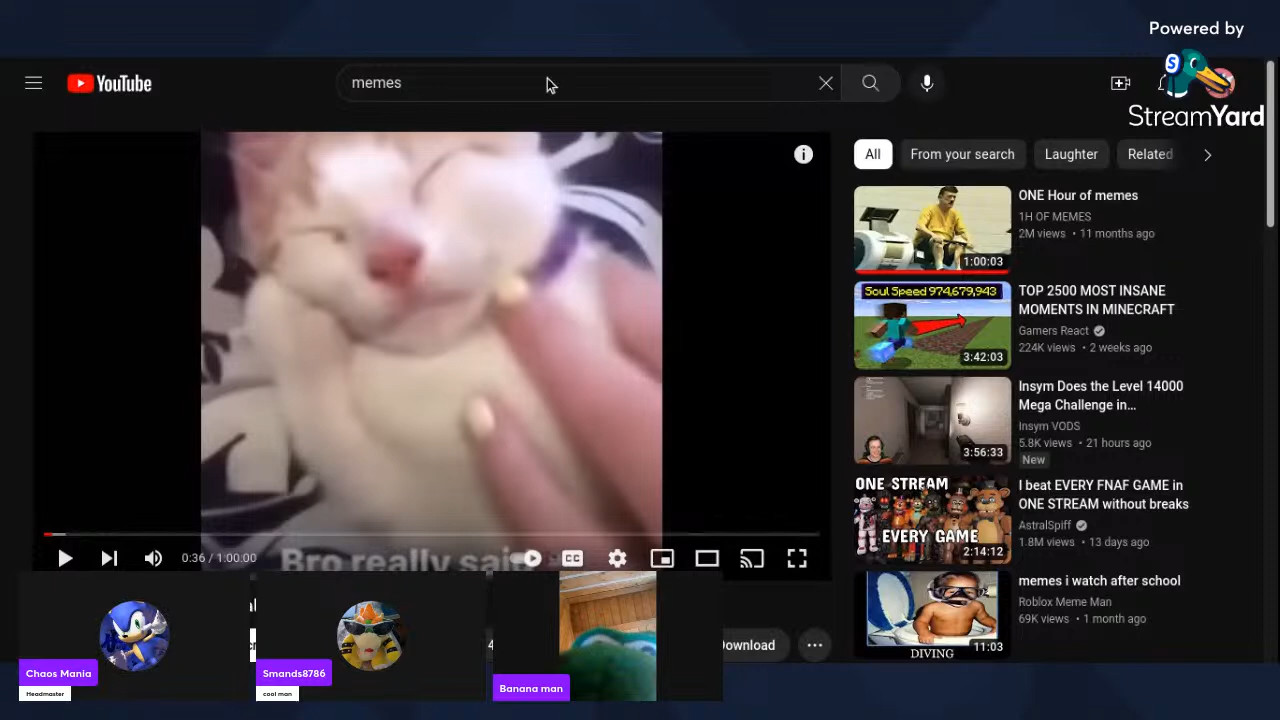 Powered by
StreamYard
YouTube
memes
All
From your search
Laughter
Related
ONE Hour of memes
1H OF MEMES
2M views • 11 months ago
1:00:03
Soul Speed 974,679,943
TOP 2500 MOST INSANE
MOMENTS IN MINECRAFT
Gamers React
224K views • 2 weeks ago
3:42:03
Insym Does the Level 14000
Mega Challenge in…
Insym VODS
5.8K views • 21 hours ago
New
3:56:33
ONE STREAM
EVERY GAME
I beat EVERY FNAF GAME in
ONE STREAM without breaks
AstralSpiff
1.8M views • 13 days ago
2:14:12
memes i watch after school
Roblox Meme Man
69K views • 1 month ago
11:03
DIVING
0:36 / 1:00:00
Bro really said
Download
Chaos Mania
Headmaster
Smands8786
cool man
Banana man